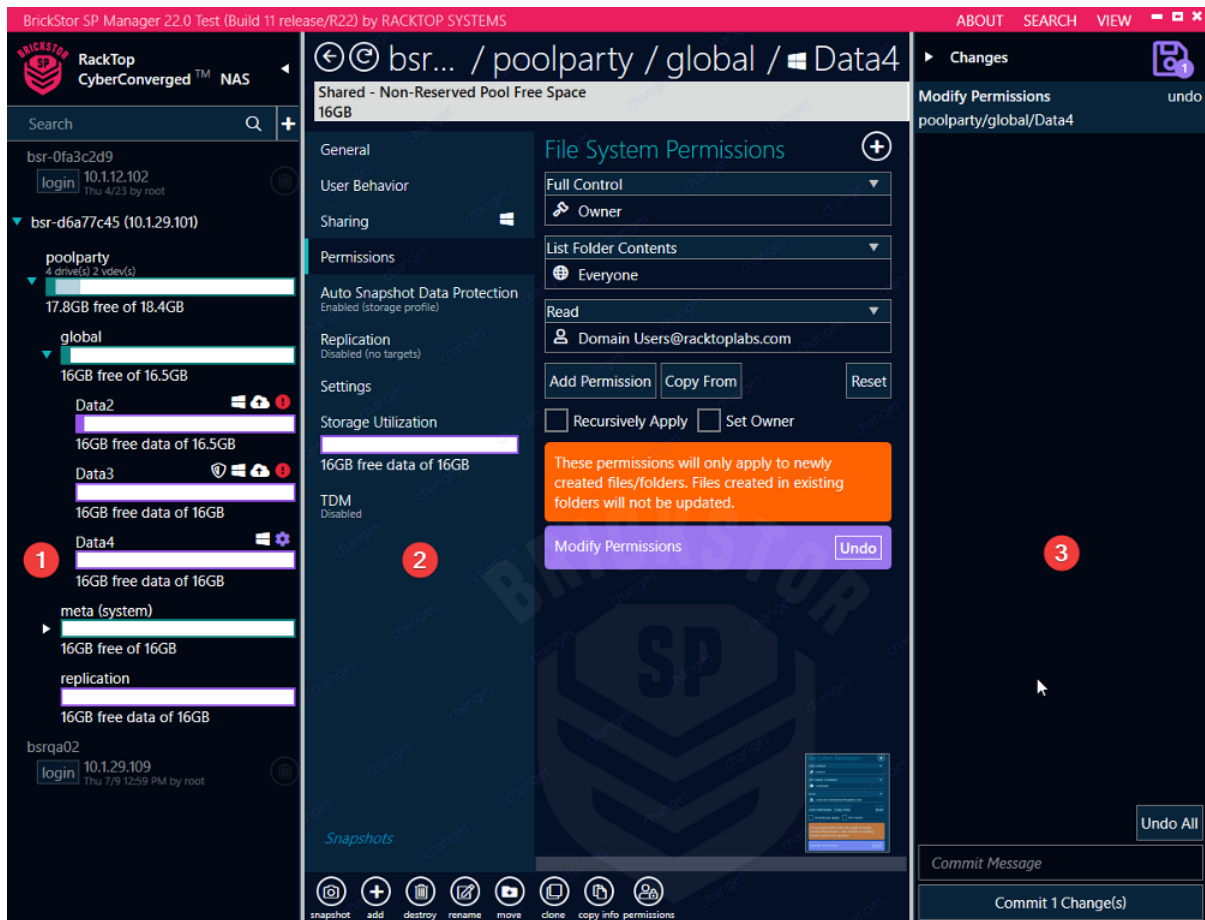 BrickStor SP Manager 22.0 Test (Build 11 release/R22) by RACKTOP SYSTEMS
ABOUT SEARCH VIEW
BRICKSTOR
SP
RackTop
CyberConverged TM NAS
Search
bsr-0fa3c2d9
login 10.1.12.102
Thu 4/23 by root
bsr-d6a77c45 (10.1.29.101)
poolparty
4 drive(s) 2 vdev(s)
17.8GB free of 18.4GB
global
16GB free of 16.5GB
Data2
16GB free data of 16.5GB
Data3
16GB free data of 16GB
Data4
1
16GB free data of 16GB
meta (system)
16GB free of 16GB
replication
16GB free data of 16GB
bsrqa02
login 10.1.29.109
Thu 7/9 12:59 PM by root
bsr... / poolparty / global / Data4
Shared - Non-Reserved Pool Free Space
16GB
General
User Behavior
Sharing
Permissions
Auto Snapshot Data Protection
Enabled (storage profile)
Replication
Disabled (no targets)
Settings
Storage Utilization
16GB free data of 16GB
TDM
Disabled
2
Snapshots
File System Permissions
Full Control
Owner
List Folder Contents
Everyone
Read
Domain Users@racktoplabs.com
Add Permission Copy From Reset
Recursively Apply Set Owner
These permissions will only apply to newly
created files/folders. Files created in existing
folders will not be updated.
Modify Permissions Undo
BRICKSTOR
SP
snapshot add destroy rename move clone copy info permissions
Changes
1
Modify Permissions undo
poolparty/global/Data4
3
Undo All
Commit Message
Commit 1 Change(s)